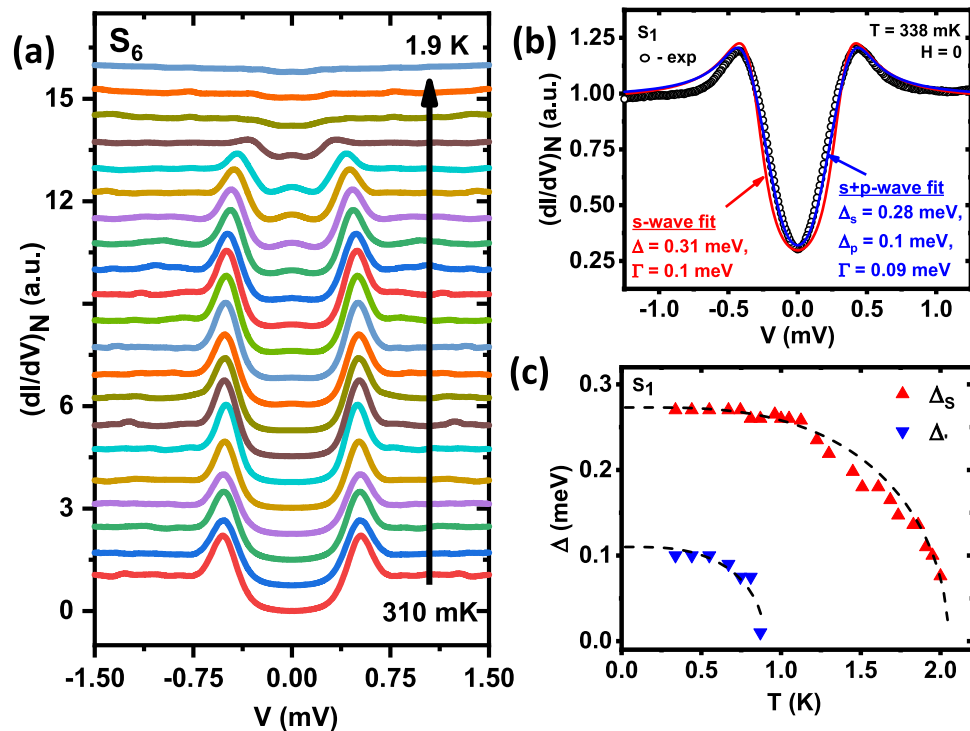 (a)
S6
1.9 K
15
12
9
6
3
0
310 mK
-1.50
-0.75
0.00
0.75
1.50
V (mV)
(dI/dV)N (a.u.)
(b)
S1
T = 338 mK
H = 0
o - exp
1.25
1.00
0.75
0.50
0.25
s-wave fit
Δ = 0.31 meV,
Γ = 0.1 meV
s+p-wave fit
Δs = 0.28 meV,
Δp = 0.1 meV,
Γ = 0.09 meV
-1.0
-0.5
0.0
0.5
1.0
V (mV)
(dI/dV)N (a.u.)
(c)
S1
ΔS
Δ'
0.3
0.2
0.1
0.0
0.0
0.5
1.0
1.5
2.0
T (K)
Δ (meV)